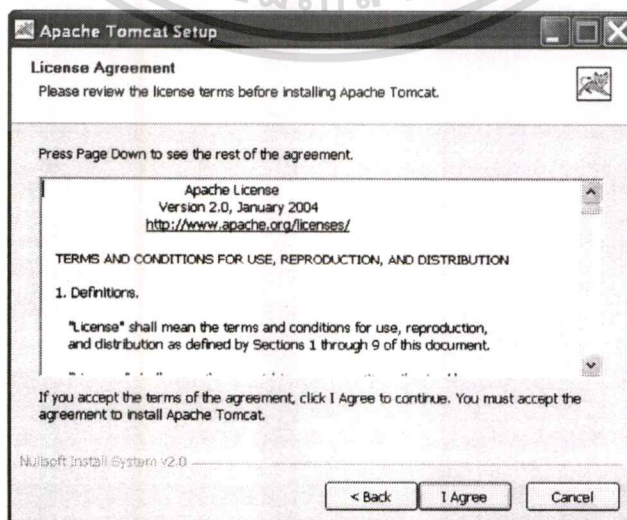 Apache Tomcat Setup
License Agreement
Please review the license terms before installing Apache Tomcat.
Press Page Down to see the rest of the agreement.
Apache License
Version 2.0, January 2004
http://www.apache.org/licenses/
TERMS AND CONDITIONS FOR USE, REPRODUCTION, AND DISTRIBUTION
1. Definitions.
"License" shall mean the terms and conditions for use, reproduction,
and distribution as defined by Sections 1 through 9 of this document.
If you accept the terms of the agreement, click I Agree to continue. You must accept the
agreement to install Apache Tomcat.
Nullsoft Install System v2.0
< Back
I Agree
Cancel